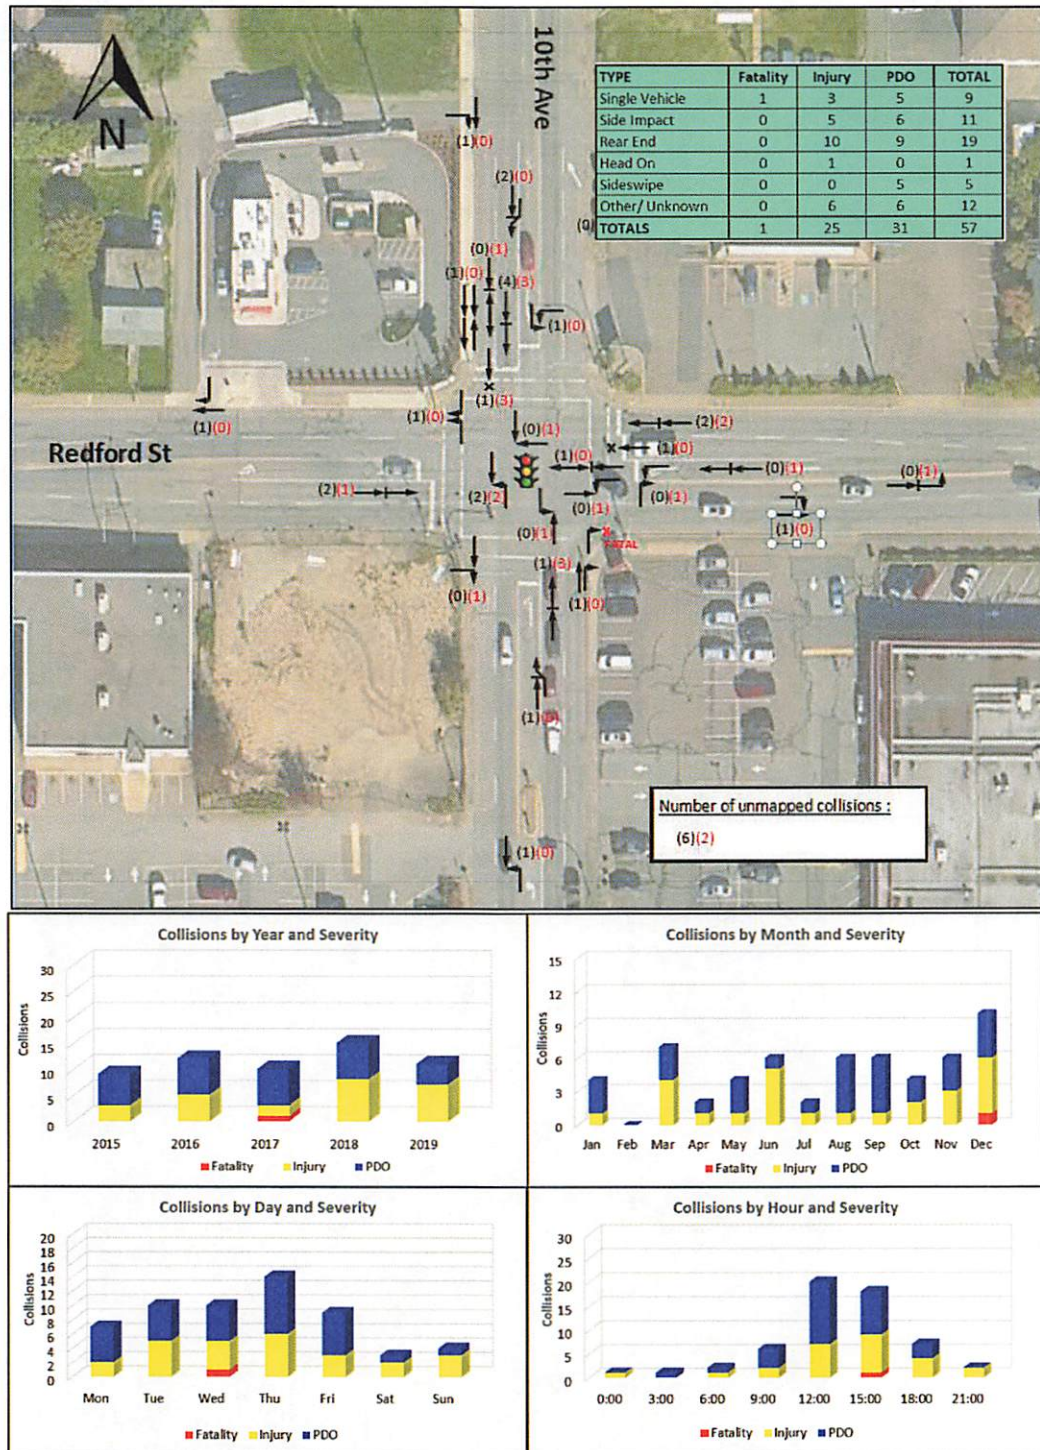 10th Ave
N
TYPE Fatality Injury PDO TOTAL
Single Vehicle 1 3 5 9
Side Impact 0 5 6 11
Rear End 0 10 9 19
Head On 0 1 0 1
Sideswipe 0 0 5 5
Other/ Unknown 0 6 6 12
TOTALS 1 25 31 57
(1)(0)
(2)(0)
(0)
(0)(1)
(1)(0)
(4)(3)
(1)(0)
(1)(3)
(1)(0)
(1)(0)
(2)(2)
(0)(1)
(1)(0)
Redford St
(1)(0)
(0)(1)
(0)(1)
(2)(1)
(2)(2)
(0)(1)
(0)(1)
(0)(1)
(1)(0)
FATAL
(1)(3)
(0)(1)
(1)(0)
(1)
Number of unmapped collisions :
(6)(2)
(1)(0)
Collisions by Year and Severity
Collisions
30
25
20
15
10
5
0
2015 2016 2017 2018 2019
Fatality Injury PDO
Collisions by Month and Severity
Collisions
15
12
9
6
3
0
Jan Feb Mar Apr May Jun Jul Aug Sep Oct Nov Dec
Fatality Injury PDO
Collisions by Day and Severity
Collisions
20
18
16
14
12
10
8
6
4
2
0
Mon Tue Wed Thu Fri Sat Sun
Fatality Injury PDO
Collisions by Hour and Severity
Collisions
30
25
20
15
10
5
0
0:00 3:00 6:00 9:00 12:00 15:00 18:00 21:00
Fatality Injury PDO